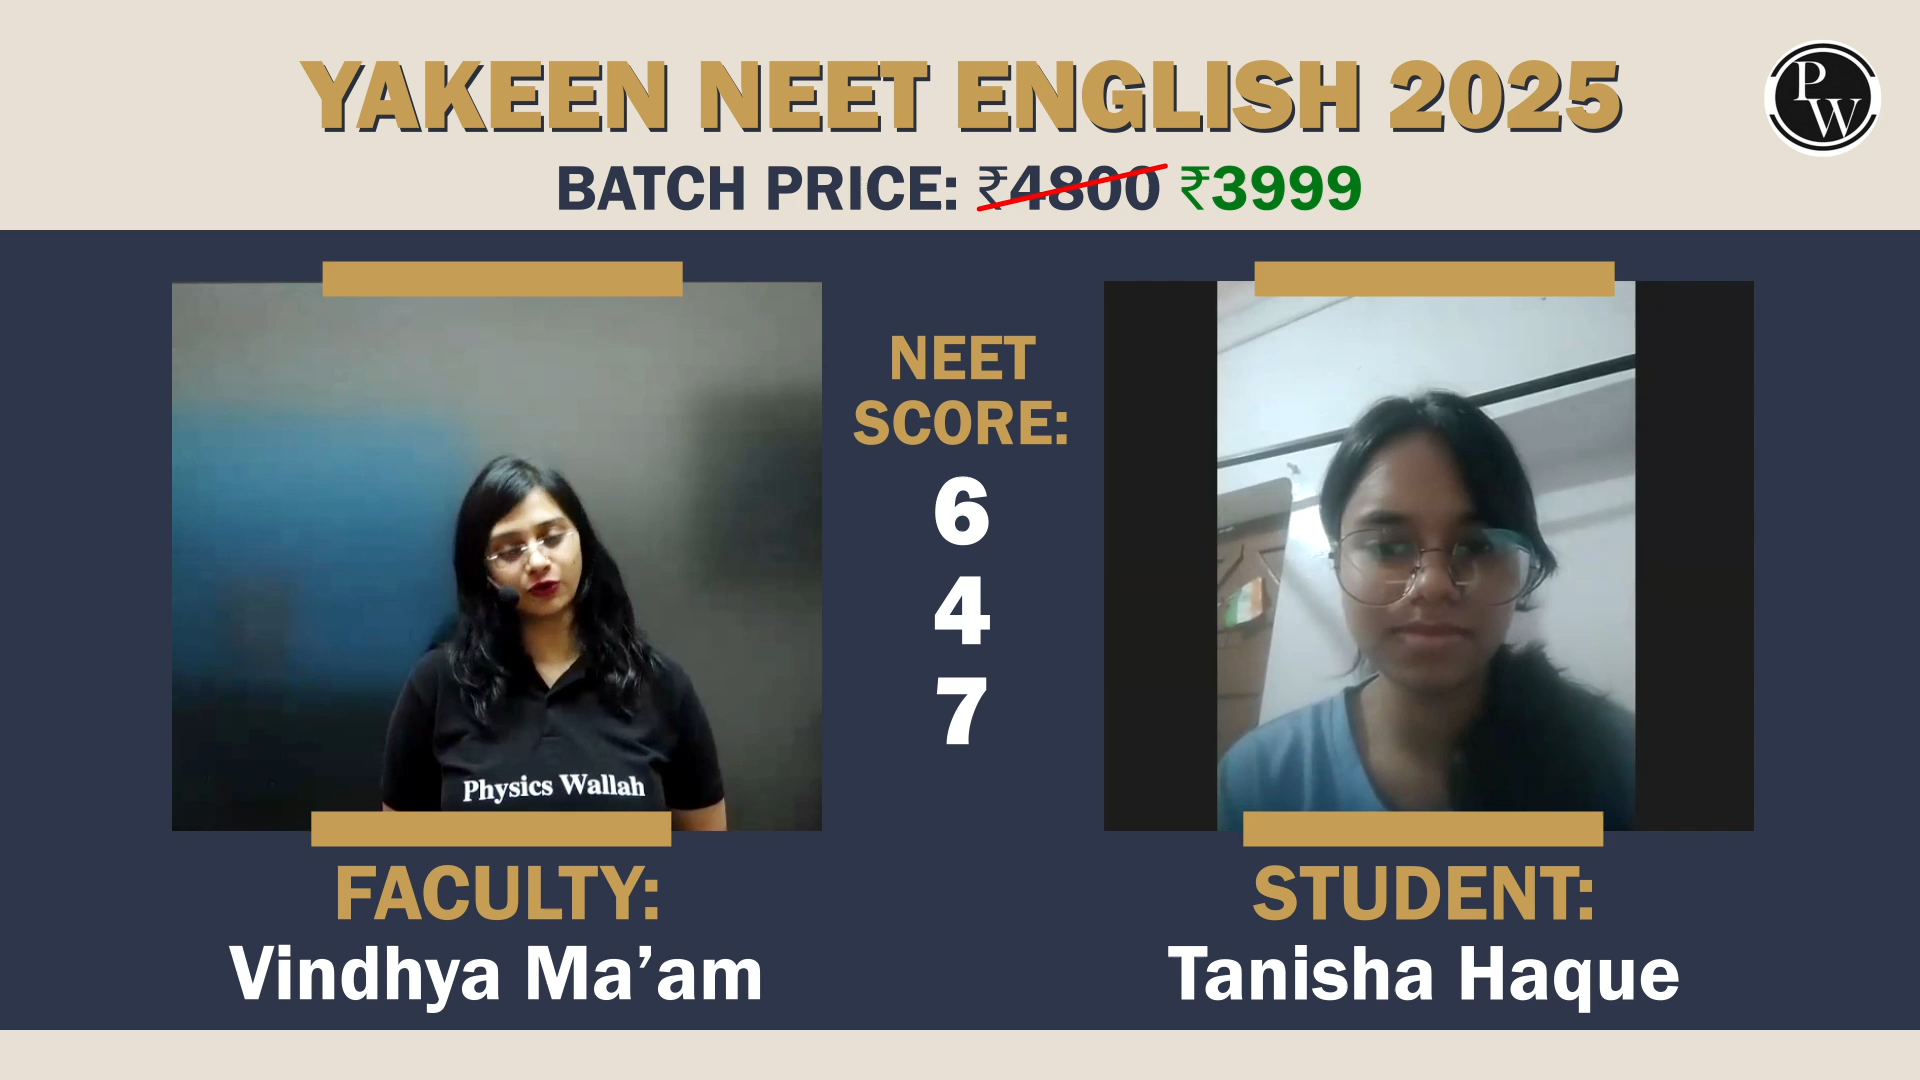 YAKEEN NEET ENGLISH 2025
PW
BATCH PRICE: ₹4800 ₹3999
NEET
SCORE:
6
4
7
Physics Wallah
FACULTY:
Vindhya Ma’am
STUDENT:
Tanisha Haque